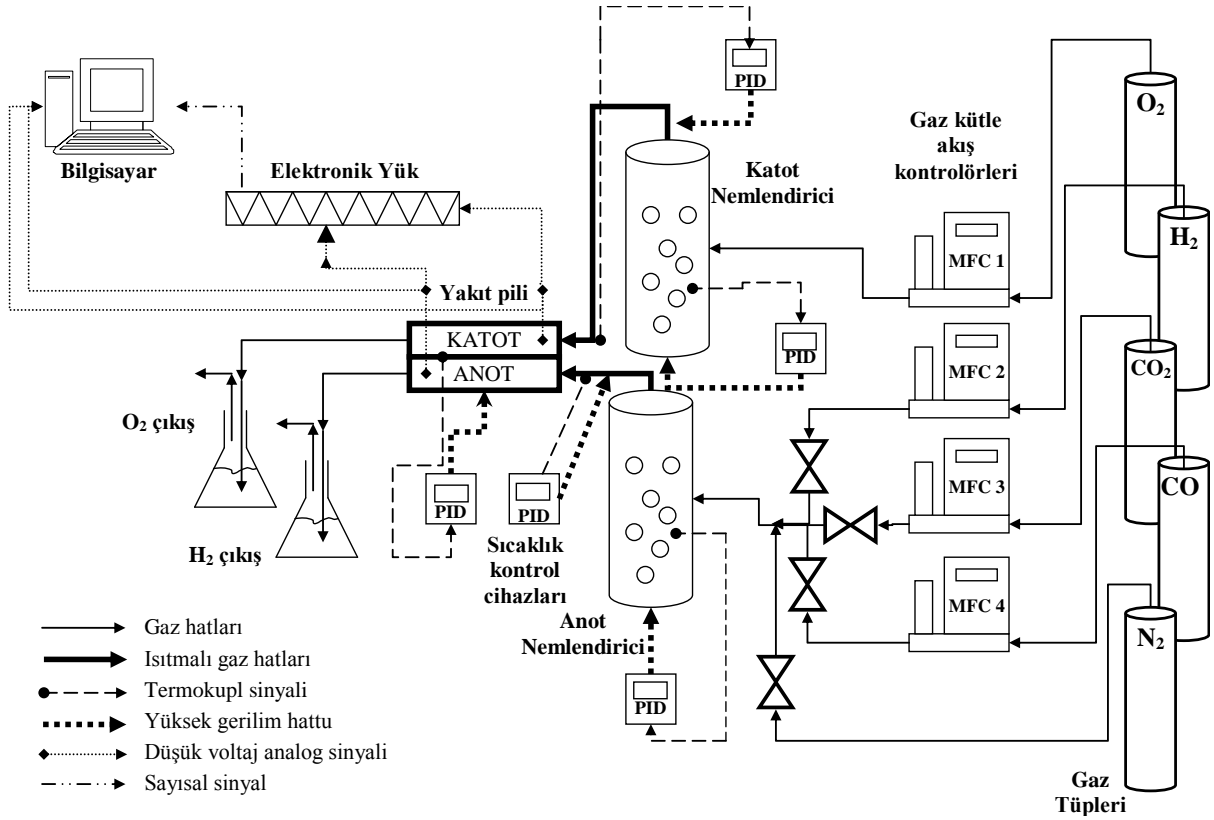 PID
O2
Gaz kütle
akış
kontrolörleri
Bilgisayar
Elektronik Yük
Katot
Nemlendirici
H2
MFC 1
Yakıt pili
KATOT
ANOT
PID
MFC 2
CO2
O2 çıkış
MFC 3
CO
PID
PID
H2 çıkış
Sıcaklık
kontrol
cihazları
MFC 4
Anot
Nemlendirici
N2
PID
Gaz hatları
Isıtmalı gaz hatları
Termokupl sinyali
Yüksek gerilim hattu
Düşük voltaj analog sinyali
Sayısal sinyal
Gaz
Tüpleri